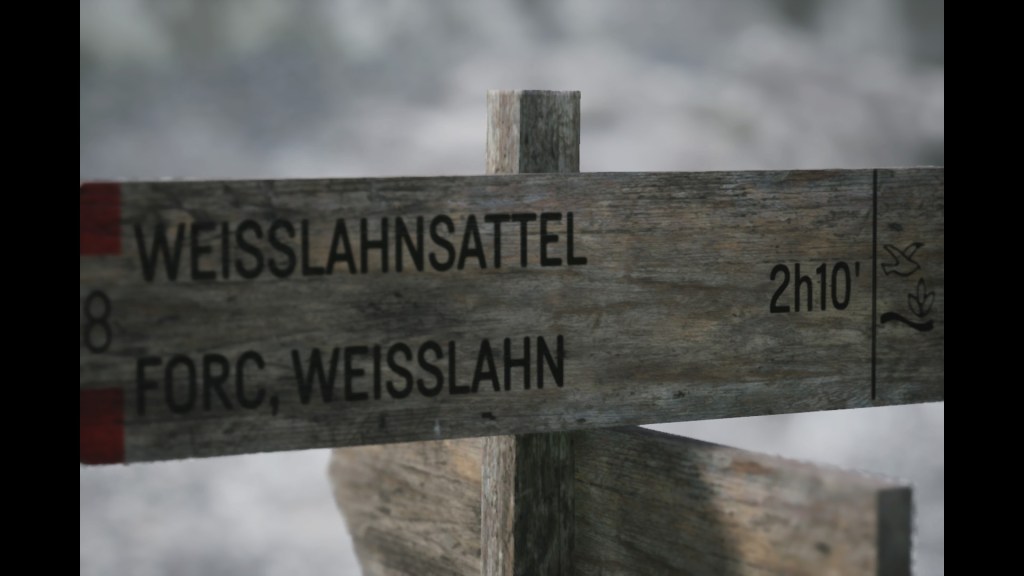 WEISSLAHNSATTEL
2h10'
8
FORC, WEISSLAHN